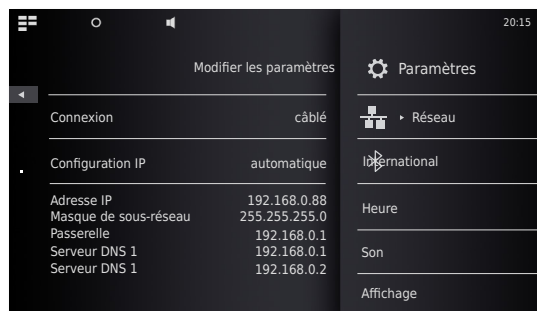 20:15
Modifier les paramètres
Connexion câblé
Configuration IP automatique
Adresse IP 192.168.0.88
Masque de sous-réseau 255.255.255.0
Passerelle 192.168.0.1
Serveur DNS 1 192.168.0.1
Serveur DNS 1 192.168.0.2
Paramètres
Réseau
International
Heure
Son
Affichage